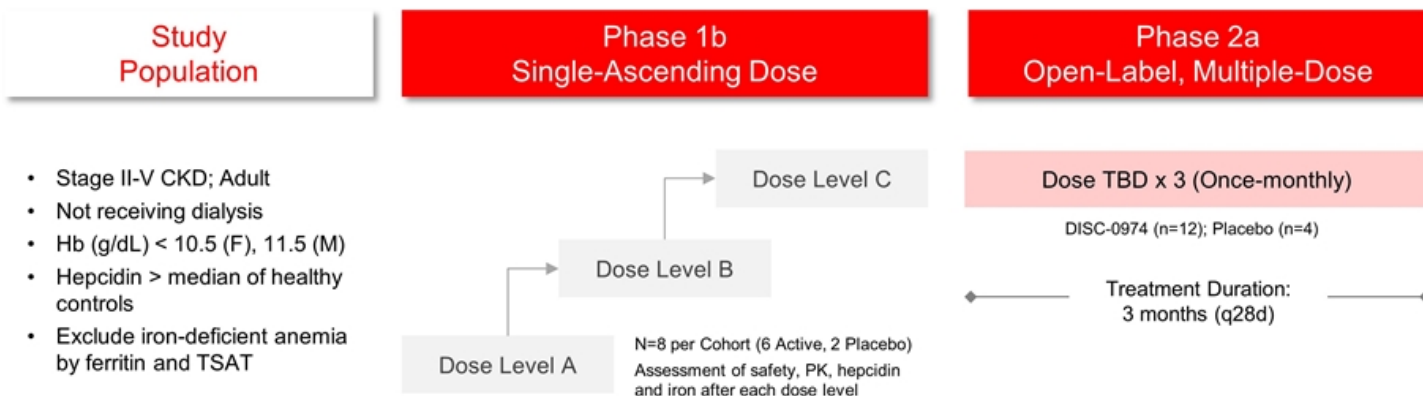 Study
Population
Phase 1b
Single-Ascending Dose
Phase 2a
Open-Label, Multiple-Dose
• Stage II-V CKD; Adult
• Not receiving dialysis
• Hb (g/dL) < 10.5 (F), 11.5 (M)
• Hepcidin > median of healthy
controls
• Exclude iron-deficient anemia
by ferritin and TSAT
Dose Level C
Dose Level B
Dose Level A
N=8 per Cohort (6 Active, 2 Placebo)
Assessment of safety, PK, hepcidin
and iron after each dose level
Dose TBD x 3 (Once-monthly)
DISC-0974 (n=12); Placebo (n=4)
Treatment Duration:
3 months (q28d)